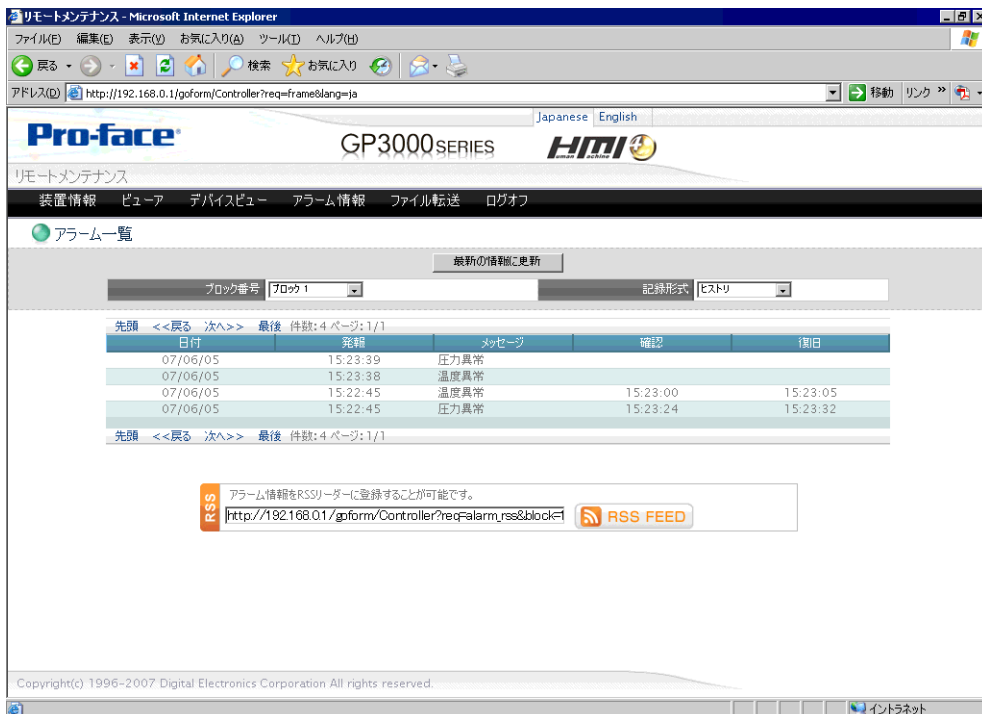 リモートメンテナンス - Microsoft Internet Explorer
ファイル(F) 編集(E) 表示(V) お気に入り(A) ツール(T) ヘルプ(H)
戻る 検索 お気に入り
アドレス(D) http://192.168.0.1/goform/Controller?req=frame&lang=ja 移動 リンク »
Japanese English
Pro-face GP3000 SERIES HMI
human machine
リモートメンテナンス
装置情報 ビューア デバイスビュー アラーム情報 ファイル転送 ログオフ
アラーム一覧
最新の情報に更新
ブロック番号 ブロック 1 記録形式 ヒストリ
先頭 <<戻る 次へ>> 最後 件数:4 ページ:1/1
日付 発報 メッセージ 確認 復旧
07/06/05 15:23:39 圧力異常
07/06/05 15:23:38 温度異常
07/06/05 15:22:45 温度異常 15:23:00 15:23:05
07/06/05 15:22:45 圧力異常 15:23:24 15:23:32
先頭 <<戻る 次へ>> 最後 件数:4 ページ:1/1
RSS
アラーム情報をRSSリーダーに登録することが可能です。
http://192.168.0.1/goform/Controller?req=alarm_rss&block=1 RSS FEED
Copyright(c) 1996-2007 Digital Electronics Corporation All rights reserved.
イントラネット